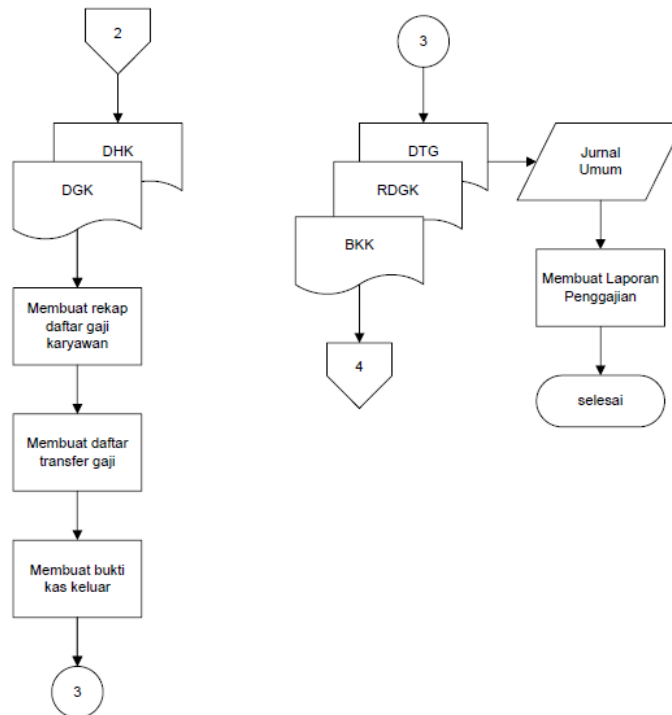 2
DHK
DGK
Membuat rekap
daftar gaji
karyawan
Membuat daftar
transfer gaji
Membuat bukti
kas keluar
3
3
DTG
RDGK
BKK
4
Jurnal
Umum
Membuat Laporan
Penggajian
selesai